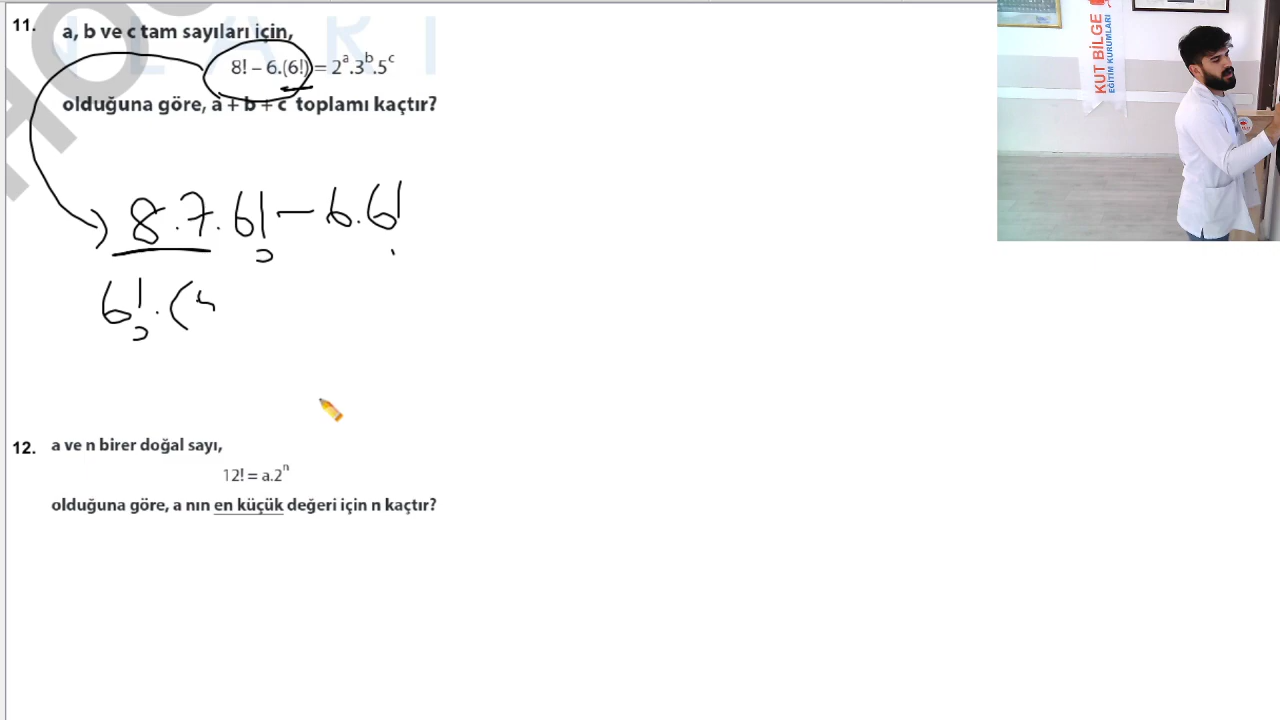 11. a, b ve c tam sayıları için,
8! – 6.(6!) = 2^a.3^b.5^c
olduğuna göre, a + b + c toplamı kaçtır?
8.7.6! – 6.6!
6!.(
12. a ve n birer doğal sayı,
12! = a.2^n
olduğuna göre, a nın en küçük değeri için n kaçtır?
KUT BİLGE
EĞİTİM KURUMLARI